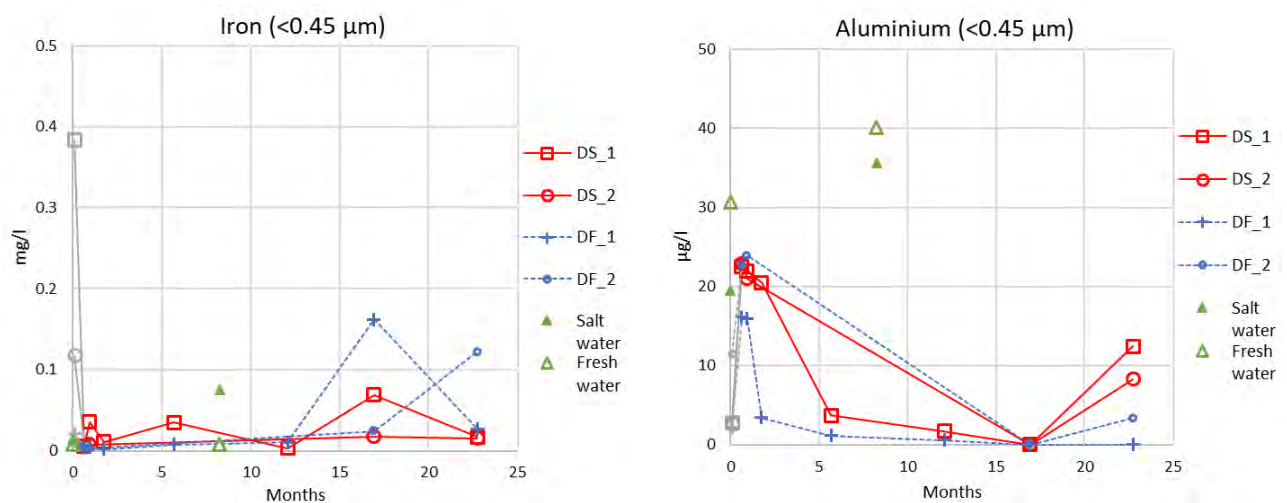 Iron (<0.45 µm)
0.5
0.4
0.3
0.2
0.1
0
mg/l
0
5
10
15
20
25
Months
DS_1
DS_2
DF_1
DF_2
Salt
water
Fresh
water
Aluminium (<0.45 µm)
50
40
30
20
10
0
µg/l
0
5
10
15
20
25
Months
DS_1
DS_2
DF_1
DF_2
Salt
water
Fresh
water